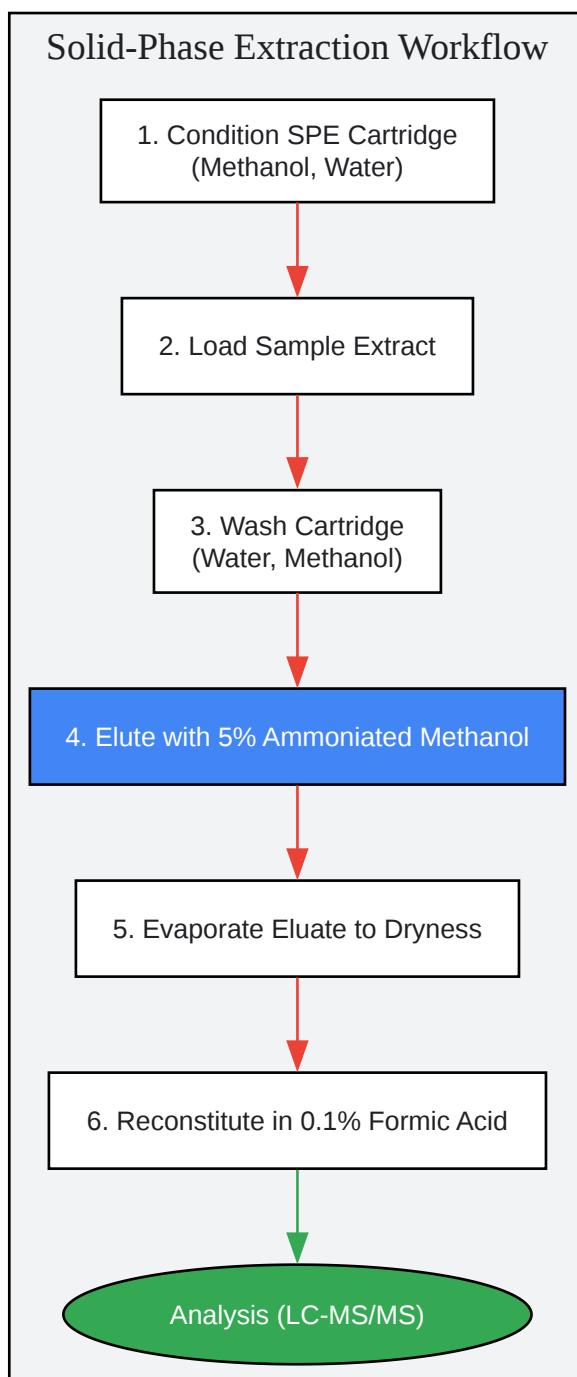 Solid-Phase Extraction Workflow
1. Condition SPE Cartridge
(Methanol, Water)
2. Load Sample Extract
3. Wash Cartridge
(Water, Methanol)
4. Elute with 5% Ammoniated Methanol
5. Evaporate Eluate to Dryness
6. Reconstitute in 0.1% Formic Acid
Analysis (LC-MS/MS)